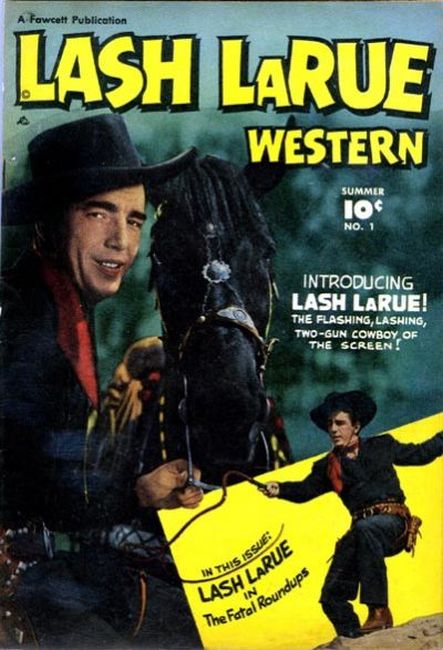 A Fawcett Publication
LASH LaRUE
©
WESTERN
SUMMER
10¢
NO. 1
INTRODUCING
LASH LaRUE!
THE FLASHING, LASHING,
TWO-GUN COWBOY OF
THE SCREEN!
IN THIS ISSUE:
LASH LaRUE
IN
The Fatal Roundups